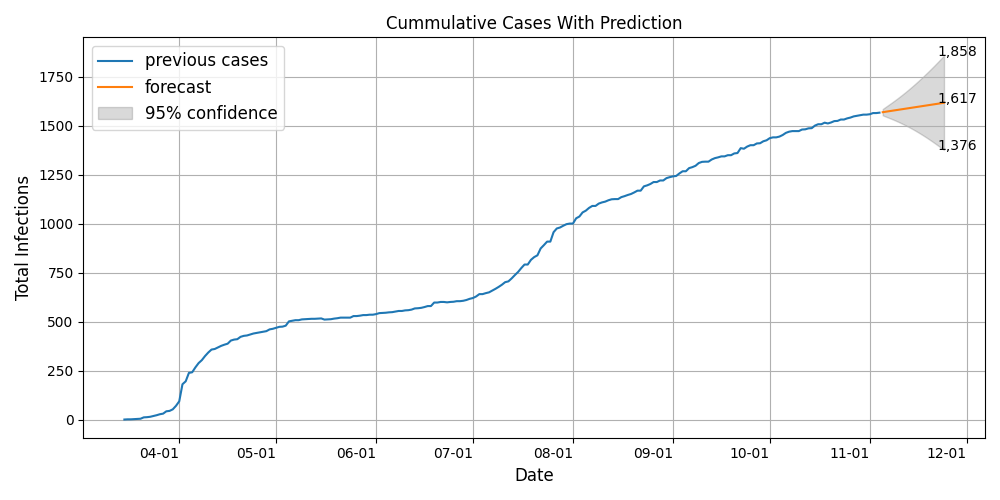 Cummulative Cases With Prediction
previous cases
forecast
95% confidence
1,858
1,617
1,376
1750
1500
1250
1000
750
500
250
0
Total Infections
04-01 05-01 06-01 07-01 08-01 09-01 10-01 11-01 12-01
Date